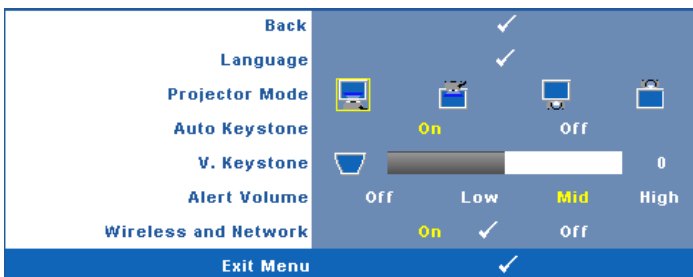 Back
Language
Projector Mode
Auto Keystone On Off
V. Keystone 0
Alert Volume Off Low Mid High
Wireless and Network On Off
Exit Menu